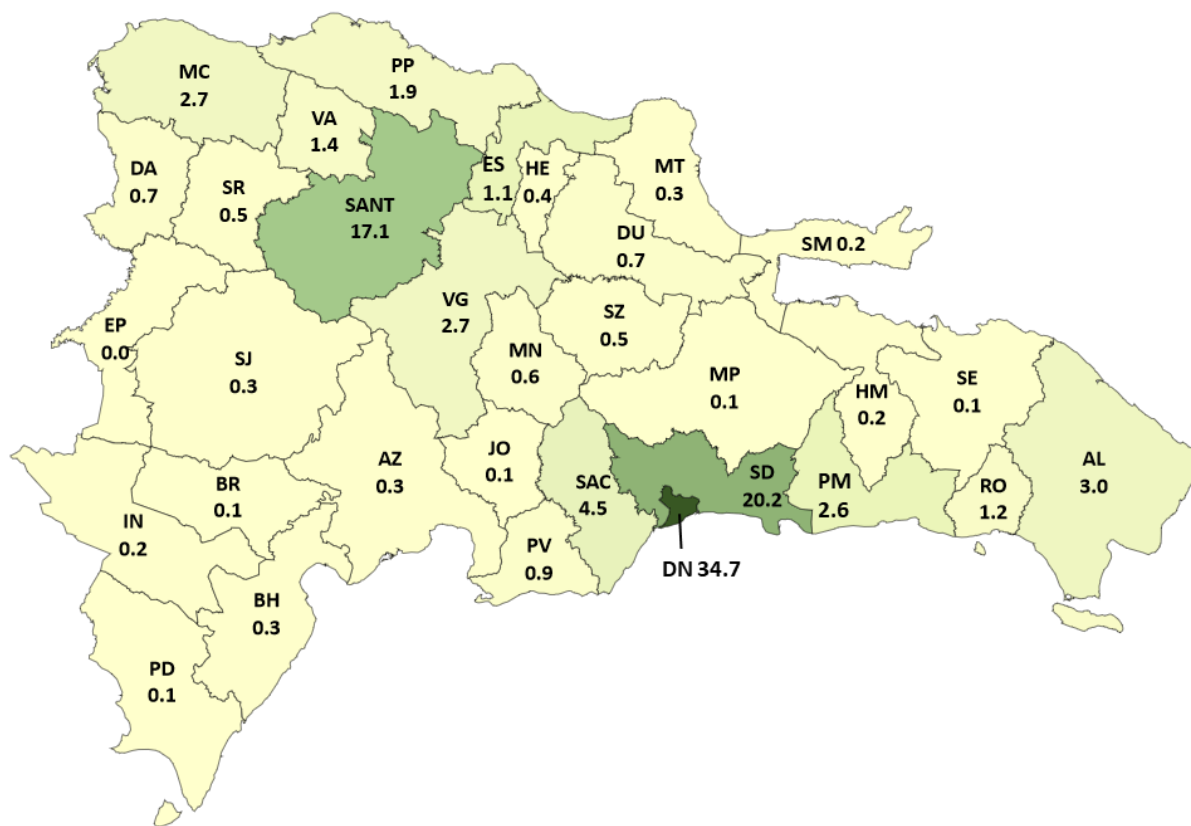 PP
1.9
MC
2.7
VA
1.4
DA
0.7
SR
0.5
SANT
17.1
ES
1.1
HE
0.4
MT
0.3
DU
0.7
SM 0.2
EP
0.0
SJ
0.3
VG
2.7
MN
0.6
SZ
0.5
MP
0.1
HM
0.2
SE
0.1
AL
3.0
RO
1.2
PM
2.6
SD
20.2
DN 34.7
SAC
4.5
JO
0.1
AZ
0.3
PV
0.9
BR
0.1
IN
0.2
BH
0.3
PD
0.1